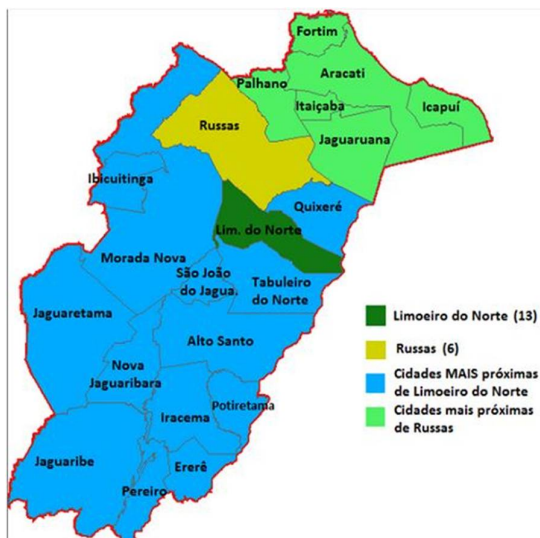 Fortim
Aracati
Palhano
Itaiçaba
Icapuí
Russas
Jaguaruana
Ibicuitinga
Quixeré
Lim. do Norte
Morada Nova
São João
do Jagua.
Tabuleiro
do Norte
Jaguaretama
Alto Santo
Nova
Jaguaribara
Potiretama
Iracema
Jaguaribe
Ererê
Pereiro
Limoeiro do Norte (13)
Russas (6)
Cidades MAIS próximas
de Limoeiro do Norte
Cidades mais próximas
de Russas